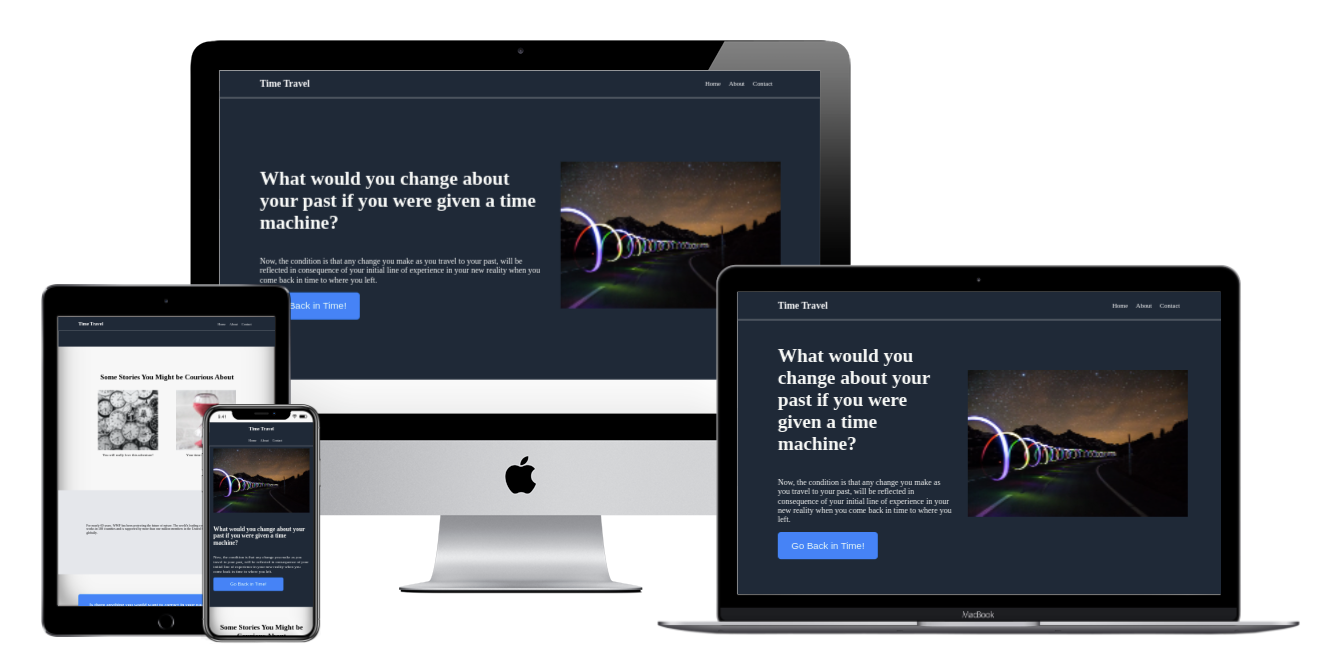 Time Travel
Home About Contact
What would you change about
your past if you were given a time
machine?
Now, the condition is that any change you make as you travel to your past, will be
reflected in consequence of your initial line of experience in your new reality when you
come back in time to where you left.
Back in Time!
Time Travel
Home About Contact
What would you
change about your
past if you were
given a time
machine?
Now, the condition is that any change you make as
you travel to your past, will be reflected in
consequence of your initial line of experience in your
new reality when you come back in time to where you
left.
Go Back in Time!
MacBook
Time Travel
Home About Contact
Some Stories You Might be Courious About
Time Travel
Home About Contact
What would you change about your
past if you were given a time
machine?
Now, the condition is that any change you make as you
travel to your past, will be reflected in consequence of your
initial line of experience in your new reality when you
come back in time to where you left.
Go Back in Time!
Some Stories You Might be
Courious About